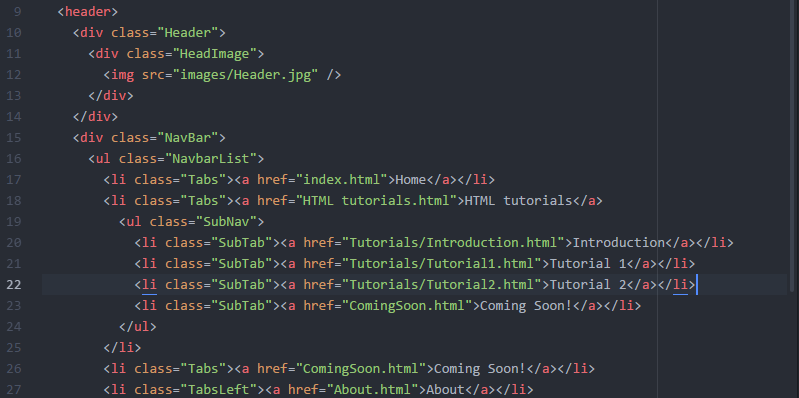 9 <header>
10 <div class="Header">
11 <div class="HeadImage">
12 <img src="images/Header.jpg" />
13 </div>
14 </div>
15 <div class="NavBar">
16 <ul class="NavbarList">
17 <li class="Tabs"><a href="index.html">Home</a></li>
18 <li class="Tabs"><a href="HTML tutorials.html">HTML tutorials</a>
19 <ul class="SubNav">
20 <li class="SubTab"><a href="Tutorials/Introduction.html">Introduction</a></li>
21 <li class="SubTab"><a href="Tutorials/Tutorial1.html">Tutorial 1</a></li>
22 <li class="SubTab"><a href="Tutorials/Tutorial2.html">Tutorial 2</a></li>
23 <li class="SubTab"><a href="ComingSoon.html">Coming Soon!</a></li>
24 </ul>
25 </li>
26 <li class="Tabs"><a href="ComingSoon.html">Coming Soon!</a></li>
27 <li class="TabsLeft"><a href="About.html">About</a></li>